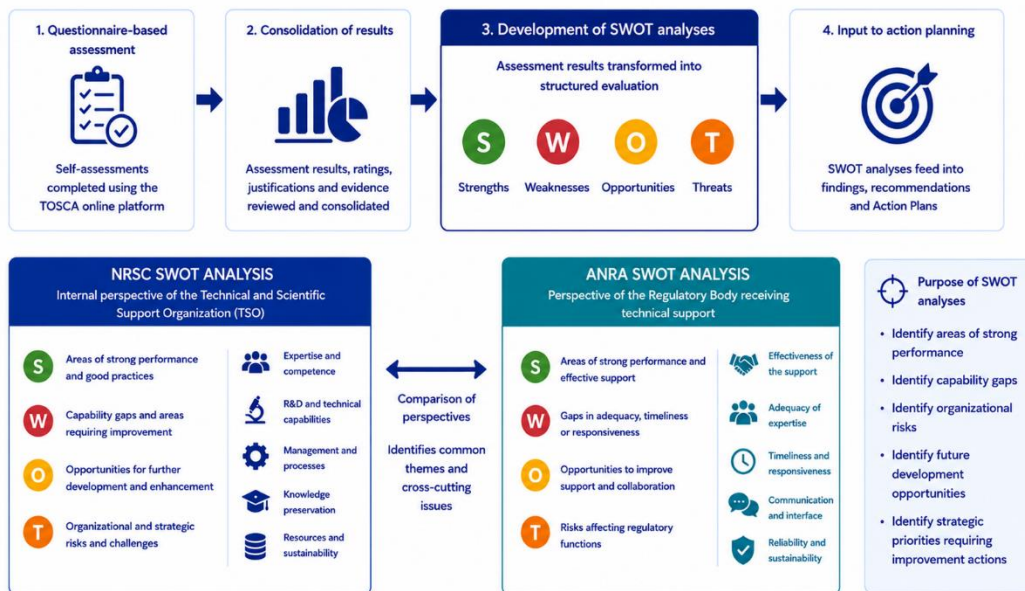 1. Questionnaire-based
assessment
Self-assessments
completed using the
TOSCA online platform
2. Consolidation of results
Assessment results, ratings,
justifications and evidence
reviewed and consolidated
3. Development of SWOT analyses
Assessment results transformed into
structured evaluation
S W O T
Strengths Weaknesses Opportunities Threats
4. Input to action planning
SWOT analyses feed into
findings, recommendations
and Action Plans
NRSC SWOT ANALYSIS
Internal perspective of the Technical and Scientific
Support Organization (TSO)
S
Areas of strong performance
and good practices
W
Capability gaps and areas
requiring improvement
O
Opportunities for further
development and enhancement
T
Organizational and strategic
risks and challenges
Expertise and
competence
R&D and technical
capabilities
Management and
processes
Knowledge
preservation
Resources and
sustainability
Comparison of
perspectives
Identifies common
themes and
cross-cutting
issues
ANRA SWOT ANALYSIS
Perspective of the Regulatory Body receiving
technical support
S
Areas of strong performance and
effective support
W
Gaps in adequacy, timeliness
or responsiveness
O
Opportunities to improve
support and collaboration
T
Risks affecting regulatory
functions
Effectiveness of
the support
Adequacy of
expertise
Timeliness and
responsiveness
Communication
and interface
Reliability and
sustainability
Purpose of SWOT
analyses
• Identify areas of strong
performance
• Identify capability gaps
• Identify organizational
risks
• Identify future
development
opportunities
• Identify strategic
priorities requiring
improvement actions